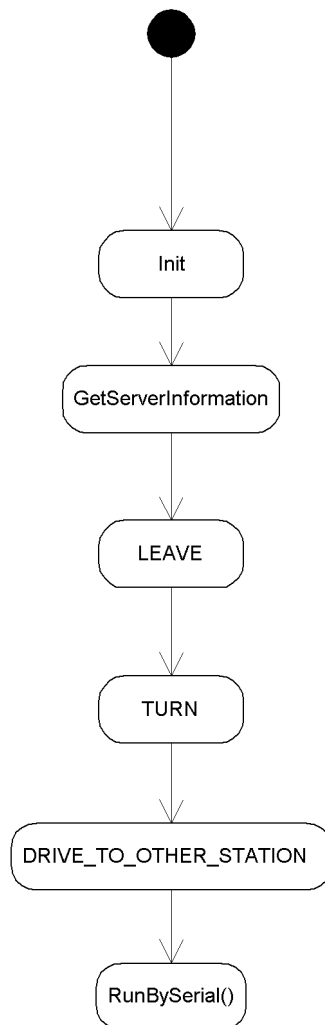 Init
GetServerInformation
LEAVE
TURN
DRIVE_TO_OTHER_STATION
RunBySerial()